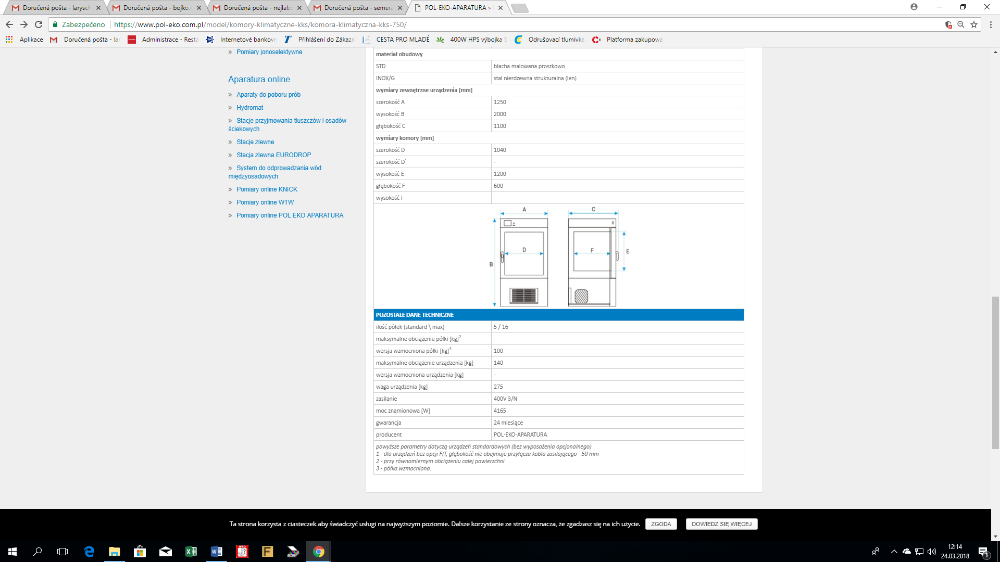 Doručená pošta - larysch
Doručená pošta - bojko.r
Doručená pošta - nejlabo
Doručená pošta - semera
POL-EKO-APARATURA »
Zabezpečeno
https://www.pol-eko.com.pl/model/komory-klimatyczne-kks/komora-klimatyczna-kks-750/
Aplikace
Doručená pošta - lar
Administrace - Resta
Internetové bankovn
Přihlášení do Zákazn
CESTA PRO MLADÉ
400W HPS výbojka S
Odrušovací tlumivka
Platforma zakupowa
Pomiary jonoselektywne
Aparatura online
Aparaty do poboru prób
Hydromat
Stacje przyjmowania tłuszczów i osadów
ściekowych
Stacje zlewne
Stacja zlewna EURODROP
System do odprowadzania wód
międzyosadowych
Pomiary online KNICK
Pomiary online WTW
Pomiary online POL EKO APARATURA
materiał obudowy
STD blacha malowana proszkowo
INOX/G stal nierdzewna strukturalna (len)
wymiary zewnętrzne urządzenia [mm]
szerokość A 1250
wysokość B 2000
głębokość C 1100
wymiary komory [mm]
szerokość D 1040
szerokość D` -
wysokość E 1200
głębokość F 600
wysokość I -
A C
D F E
B
POZOSTAŁE DANE TECHNICZNE
ilość półek (standard \ max) 5 / 16
maksymalne obciążenie półki [kg]2 -
wersja wzmocniona półki [kg]3 100
maksymalne obciążenie urządzenia [kg] 140
wersja wzmocniona urządzenia [kg] -
waga urządzenia [kg] 275
zasilanie 400V 3/N
moc znamionowa [W] 4165
gwarancja 24 miesiące
producent POL-EKO-APARATURA
powyższe parametry dotyczą urządzeń standardowych (bez wyposażenia opcjonalnego)
1 - dla urządzeń bez opcji FIT, głębokość nie obejmuje przyłącza kabla zasilającego - 50 mm
2 - przy równomiernym obciążeniu całej powierzchni
3 - półka wzmocniona.
Ta strona korzysta z ciasteczek aby świadczyć usługi na najwyższym poziomie. Dalsze korzystanie ze strony oznacza, że zgadzasz się na ich użycie.
ZGODA
DOWIEDZ SIĘ WIĘCEJ
12:14
24.03.2018
1